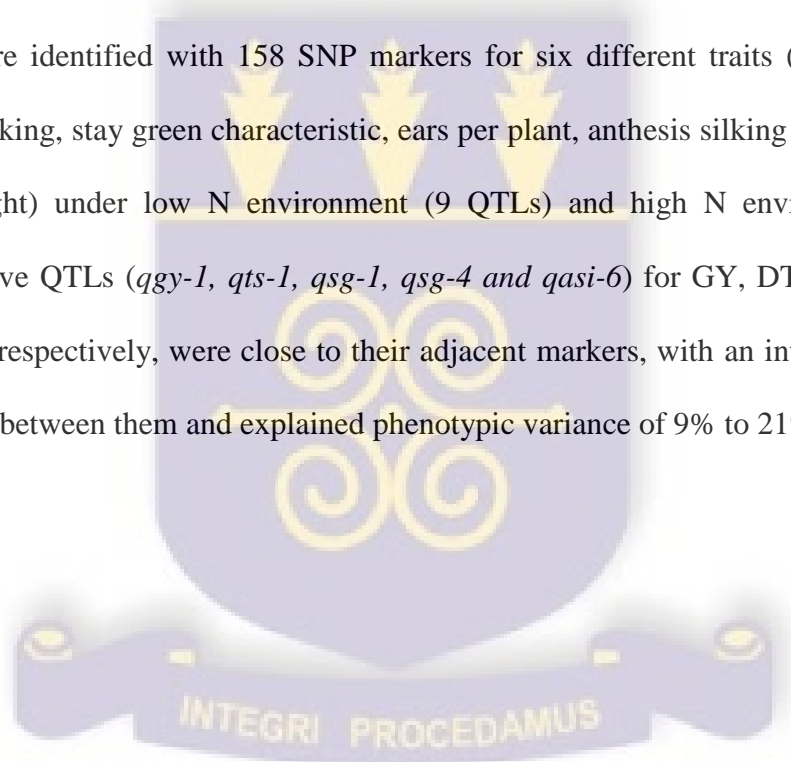 re identified with 158 SNP markers for six different traits (
king, stay green characteristic, ears per plant, anthesis silking
ght) under low N environment (9 QTLs) and high N envi
ve QTLs (qgy-1, qts-1, qsg-1, qsg-4 and qasi-6) for GY, DT
respectively, were close to their adjacent markers, with an in
between them and explained phenotypic variance of 9% to 21
INTEGRI PROCEDAMUS